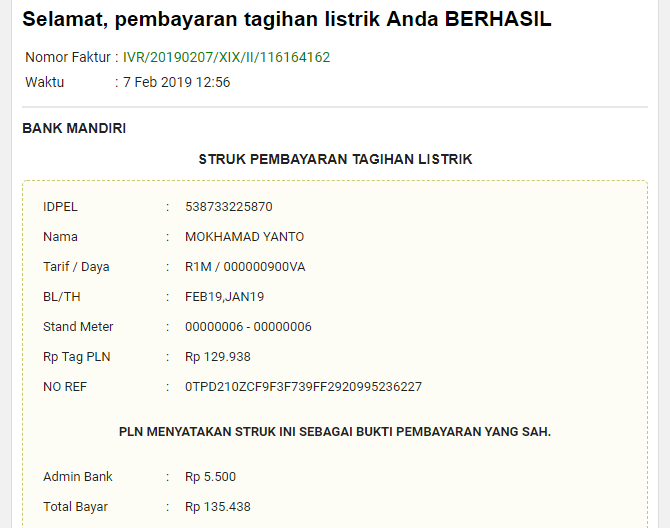 Selamat, pembayaran tagihan listrik Anda BERHASIL
Nomor Faktur : IVR/20190207/XIX/II/116164162
Waktu : 7 Feb 2019 12:56
BANK MANDIRI
STRUK PEMBAYARAN TAGIHAN LISTRIK
IDPEL : 538733225870
Nama : MOKHAMAD YANTO
Tarif / Daya : R1M / 000000900VA
BL/TH : FEB19,JAN19
Stand Meter : 00000006 - 00000006
Rp Tag PLN : Rp 129.938
NO REF : 0TPD210ZCF9F3F739FF2920995236227
PLN MENYATAKAN STRUK INI SEBAGAI BUKTI PEMBAYARAN YANG SAH.
Admin Bank : Rp 5.500
Total Bayar : Rp 135.438